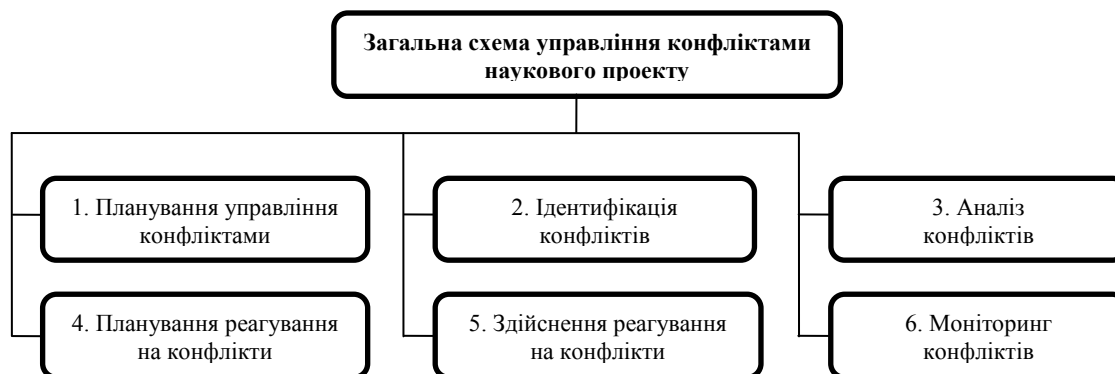 Загальна схема управління конфліктами
наукового проекту
1. Планування управління
конфліктами
2. Ідентифікація
конфліктів
3. Аналіз
конфліктів
4. Планування реагування
на конфлікти
5. Здійснення реагування
на конфлікти
6. Моніторинг
конфліктів